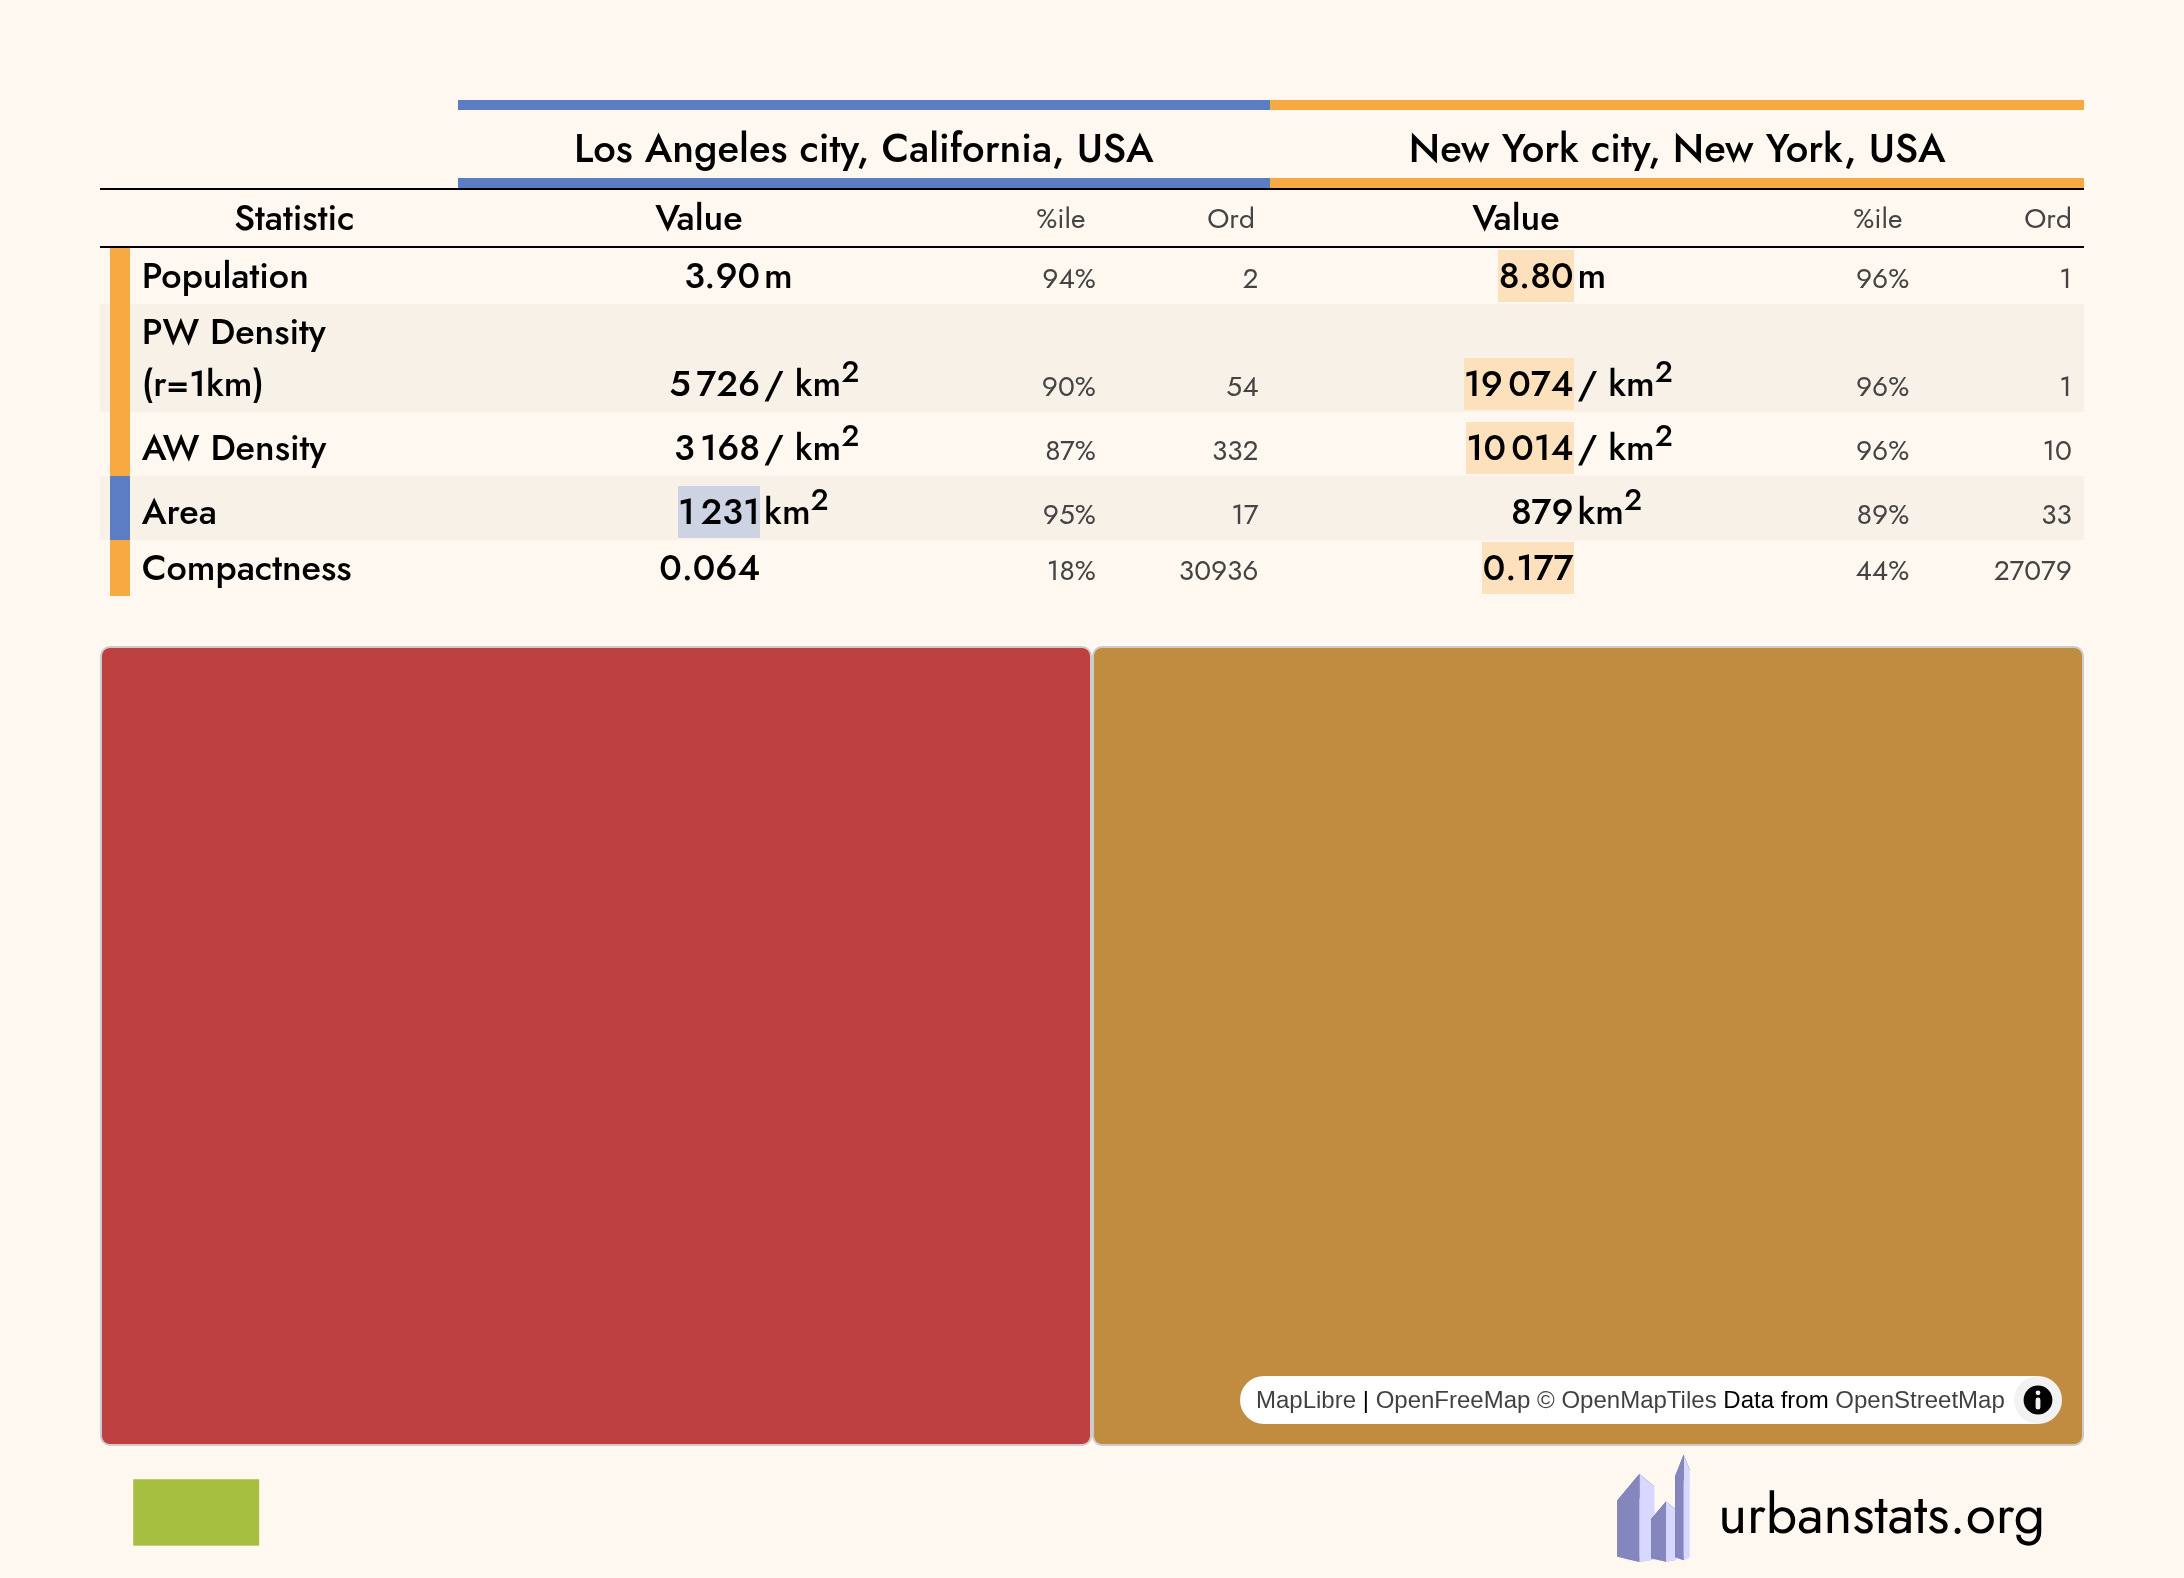 Los Angeles city, California, USA New York city, New York, USA
Statistic Value %ile Ord Value %ile Ord
Population 3.90 m 94% 2 8.80 m 96% 1
PW Density
(r=1km) 5 726 / km² 90% 54 19 074 / km² 96% 1
AW Density 3 168 / km² 87% 332 10 014 / km² 96% 10
Area 1 231 km² 95% 17 879 km² 89% 33
Compactness 0.064 18% 30936 0.177 44% 27079
MapLibre | OpenFreeMap © OpenMapTiles Data from OpenStreetMap
urbanstats.org